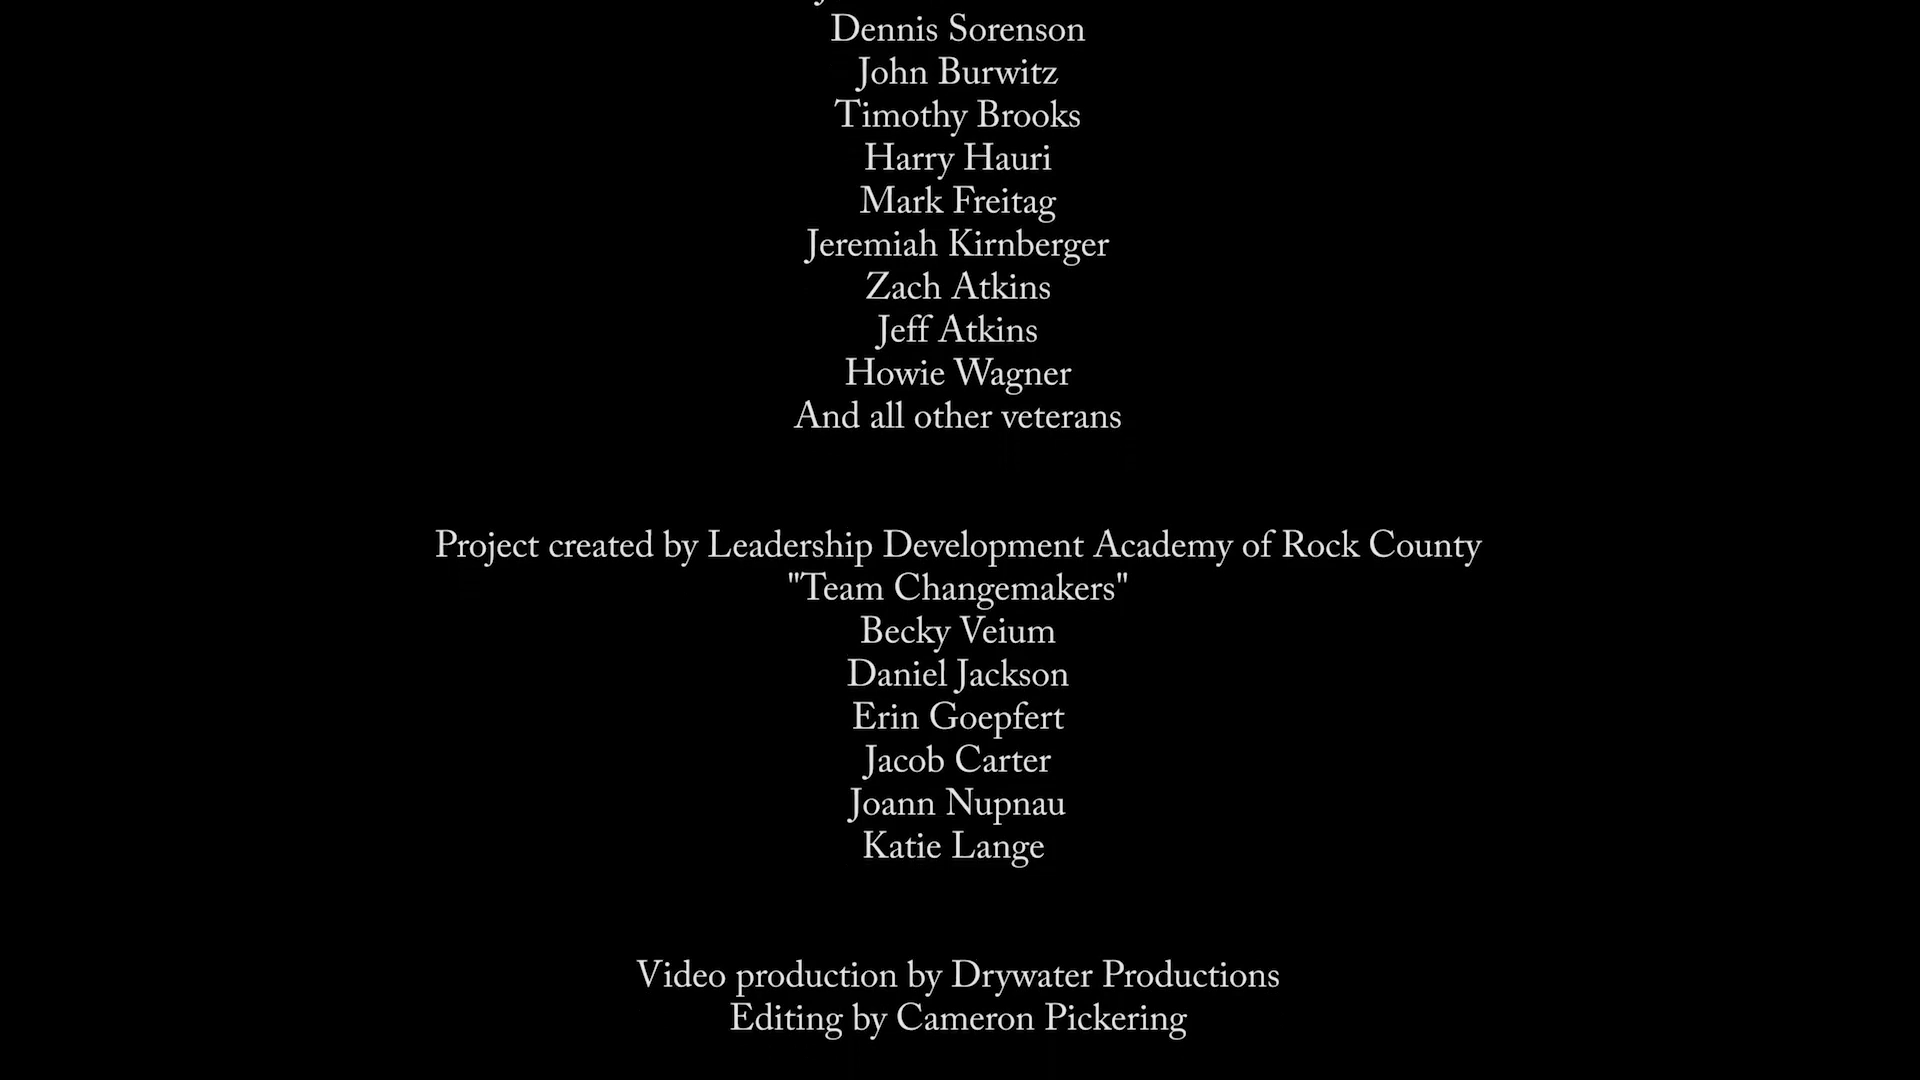 Dennis Sorenson
John Burwitz
Timothy Brooks
Harry Hauri
Mark Freitag
Jeremiah Kirnberger
Zach Atkins
Jeff Atkins
Howie Wagner
And all other veterans
Project created by Leadership Development Academy of Rock County
"Team Changemakers"
Becky Veium
Daniel Jackson
Erin Goepfert
Jacob Carter
Joann Nupnau
Katie Lange
Video production by Drywater Productions
Editing by Cameron Pickering